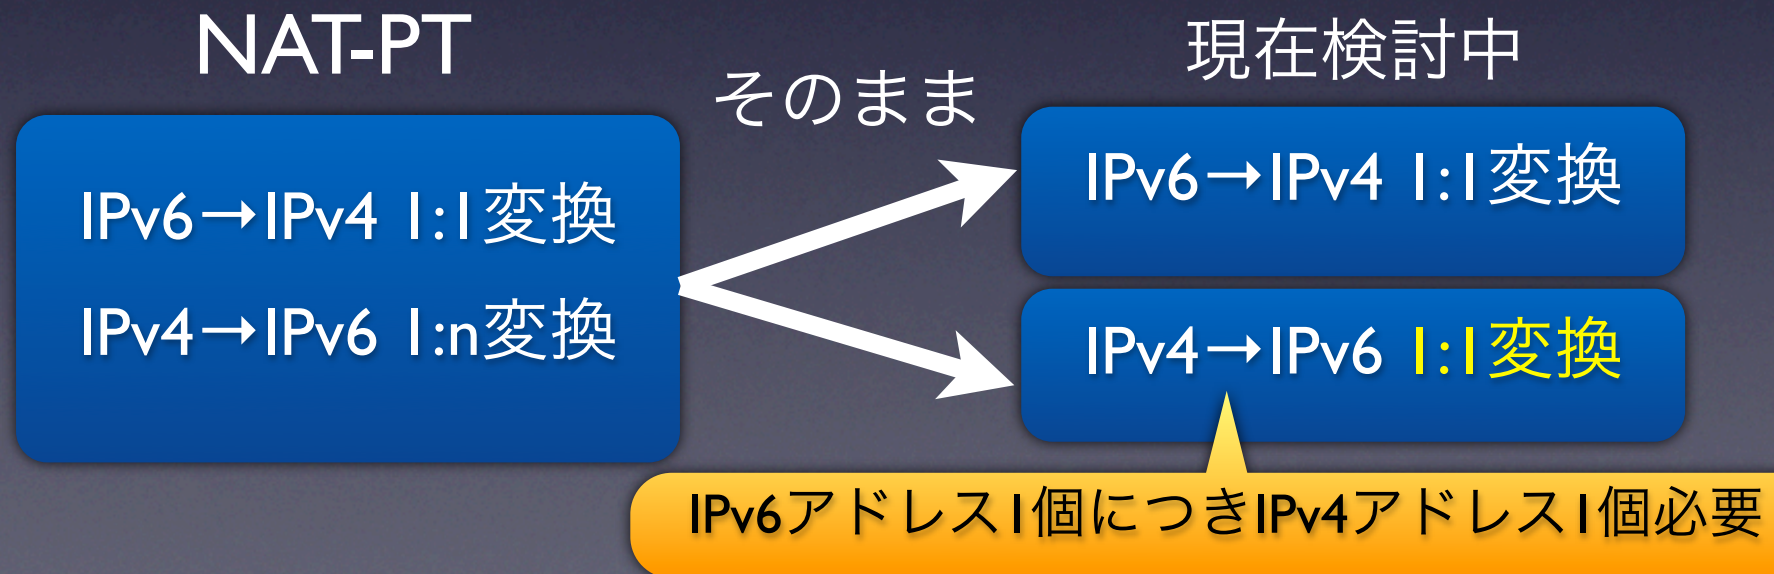 NAT-PT
IPv6→IPv4 1:1変換
IPv4→IPv6 1:n変換
そのまま
現在検討中
IPv6→IPv4 1:1変換
IPv4→IPv6 1:1変換
IPv6アドレス1個につきIPv4アドレス1個必要